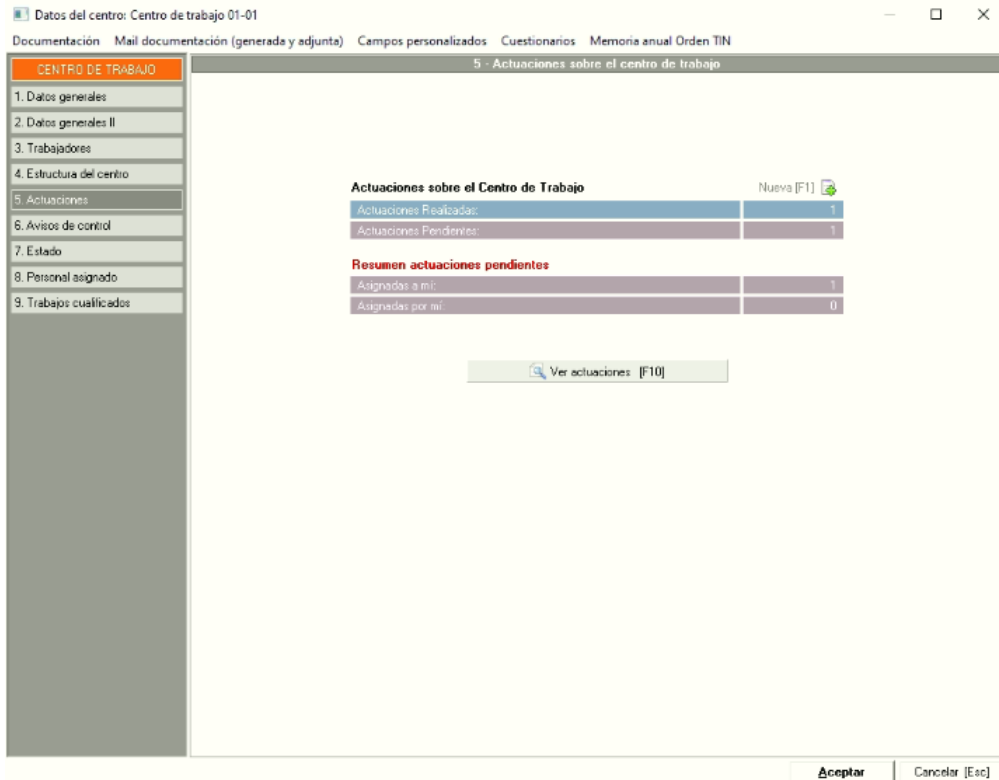 Datos del centro: Centro de trabajo 01-01
Documentación Mail documentación (generada y adjunta) Campos personalizados Cuestionarios Memoria anual Orden TIN
CENTRO DE TRABAJO
1. Datos generales
2. Datos generales II
3. Trabajadores
4. Estructura del centro
5. Actuaciones
6. Avisos de control
7. Estado
8. Personal asignado
9. Trabajos cualificados
5 - Actuaciones sobre el centro de trabajo
Actuaciones sobre el Centro de Trabajo Nueva [F1]
Actuaciones Realizadas: 1
Actuaciones Pendientes: 1
Resumen actuaciones pendientes
Asignadas a mí: 1
Asignadas por mí: 0
Ver actuaciones [F10]
Aceptar Cancelar [Esc]